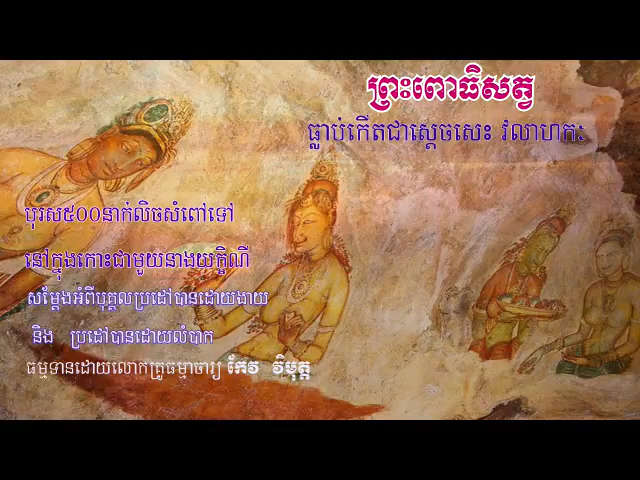 ព្រះពោធិសត្វ
ធ្លាប់កើតជាស្ដេចសេះ វលាហកៈ
បុរស៥០០នាក់លិចសំពៅទៅ
នៅក្នុងកោះជាមួយនាងយក្ខិណី
សម្ដែងអំពីបុគ្គលប្រដៅបានដោយងាយ
និង ប្រដៅបានដោយលំបាក
ធម្មទានដោយលោកគ្រូធម្មាចារ្យ កែវ វិមុត្ត